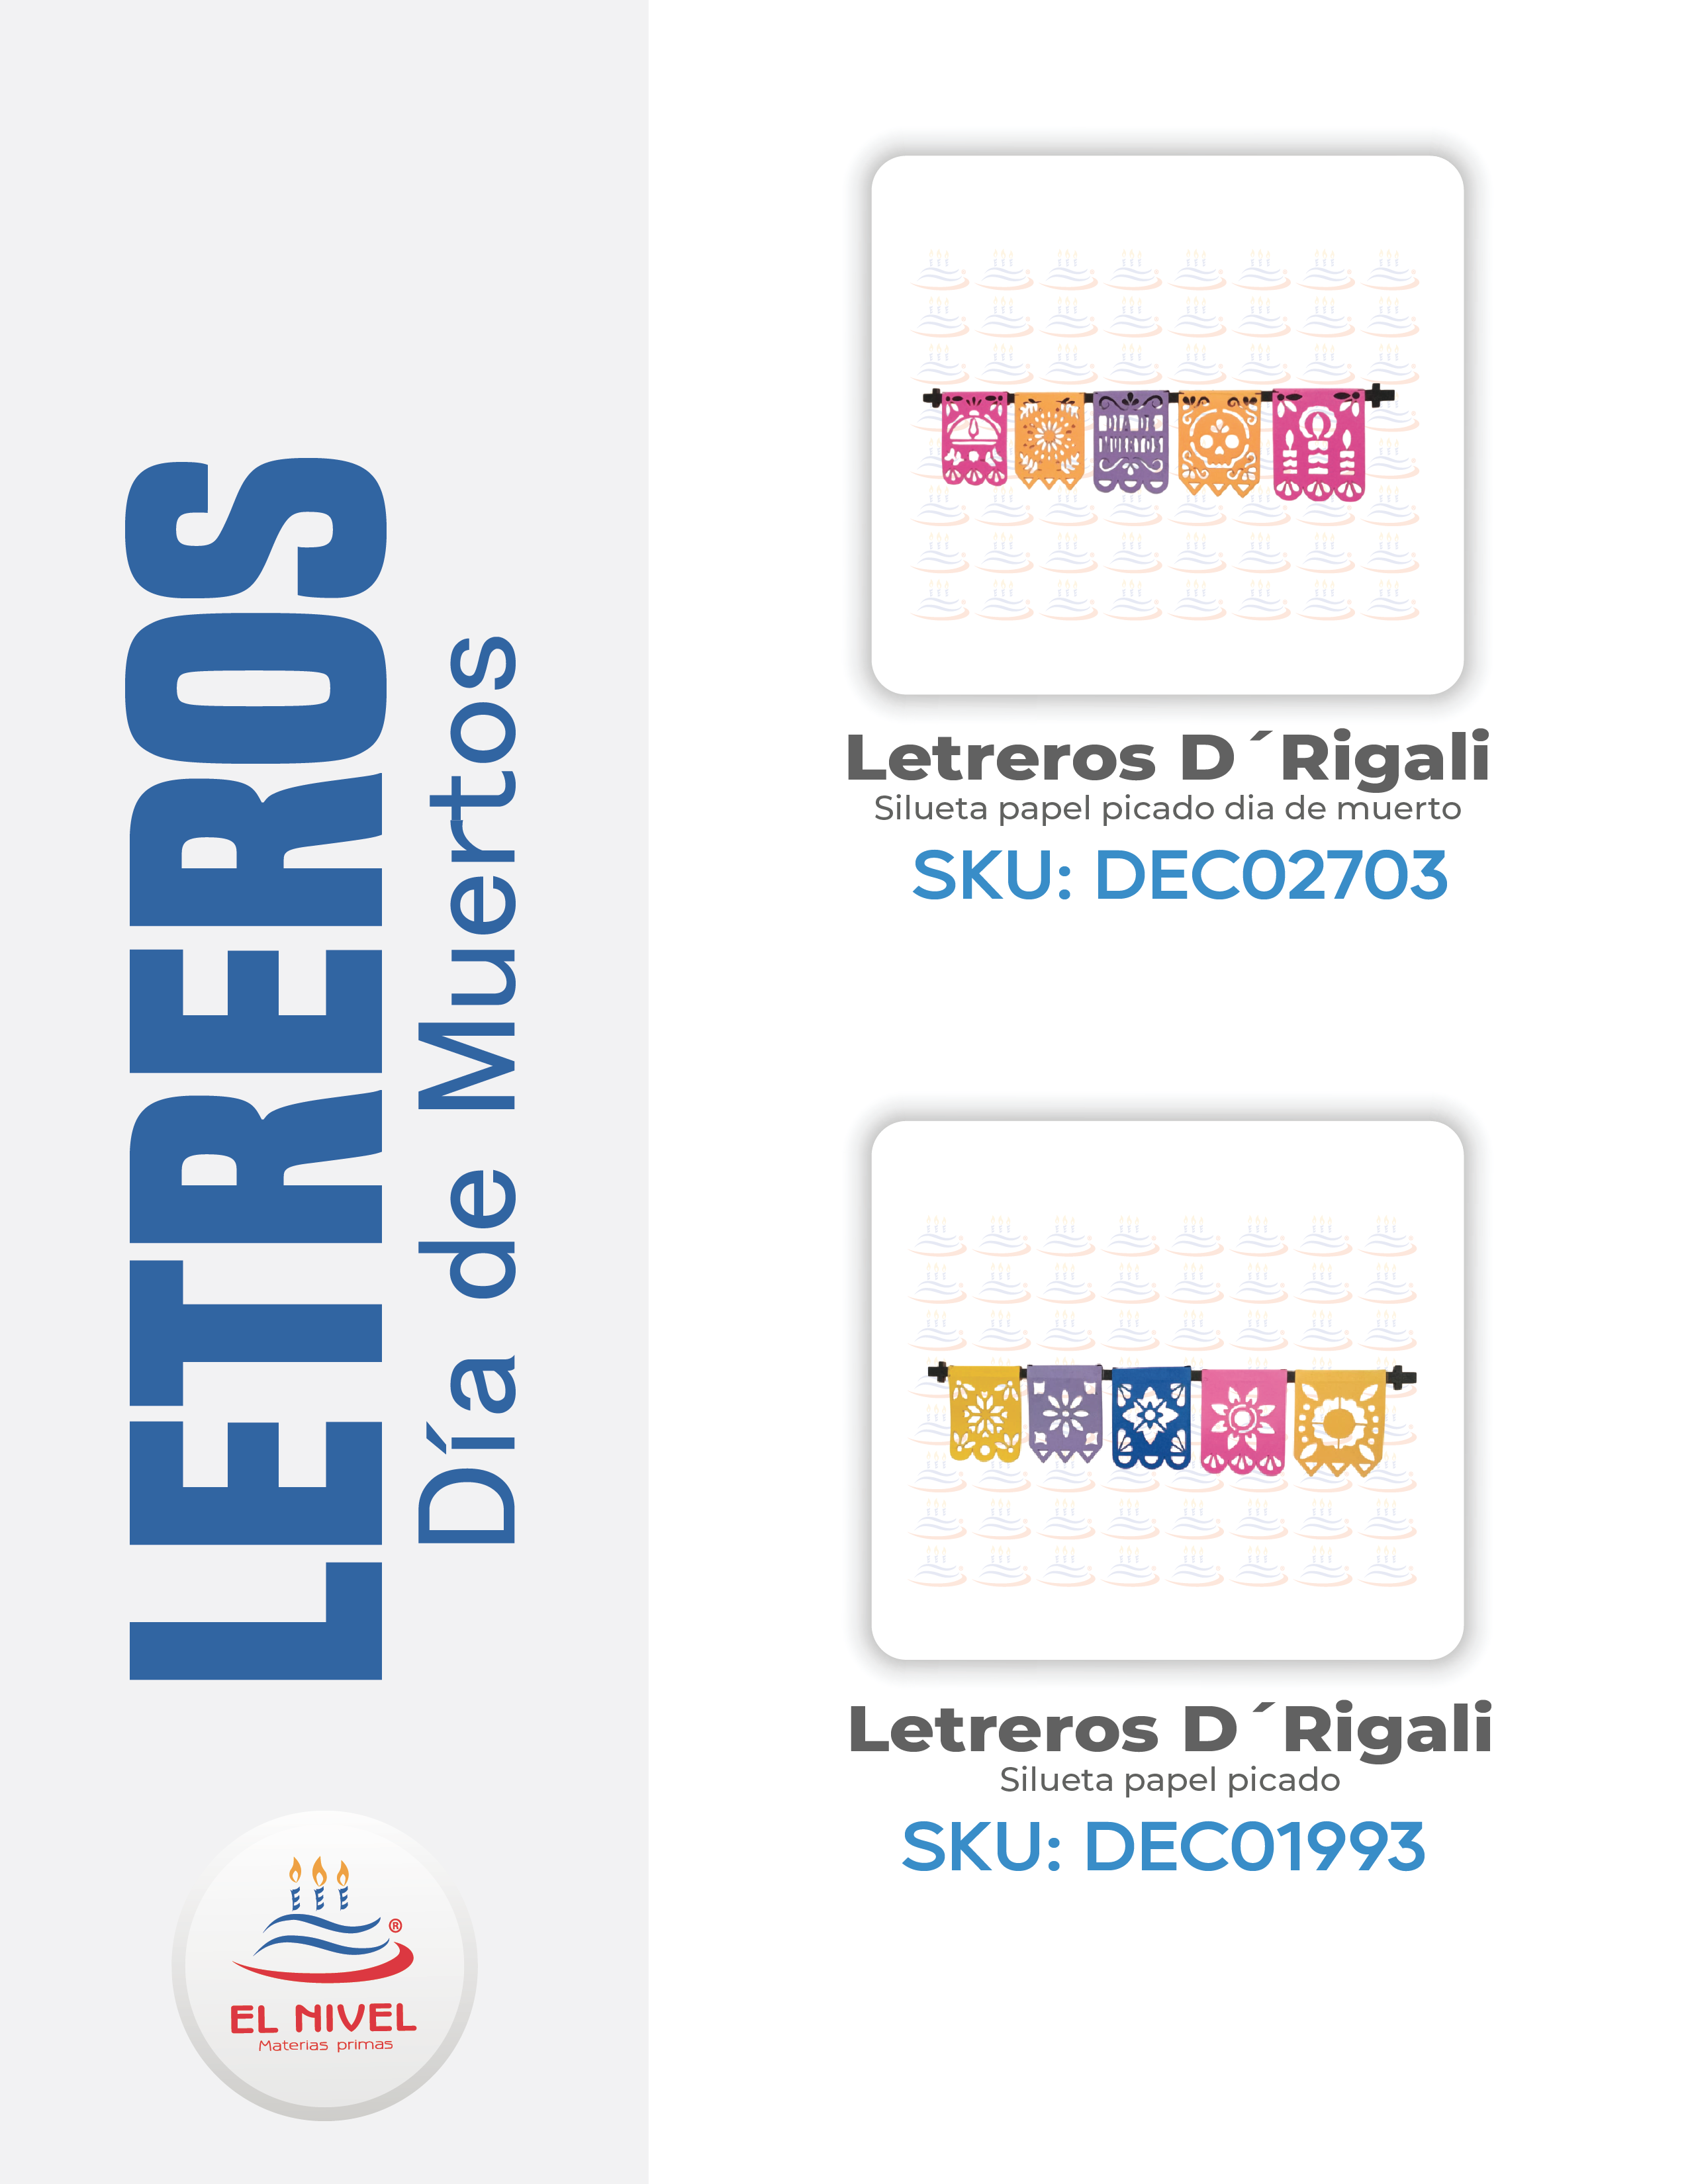 LETREROS
Día de Muertos
DIA DE
MUERTOS
Letreros D´Rigali
Silueta papel picado dia de muerto
SKU: DEC02703
Letreros D´Rigali
Silueta papel picado
SKU: DEC01993
®
EL NIVEL
Materias primas